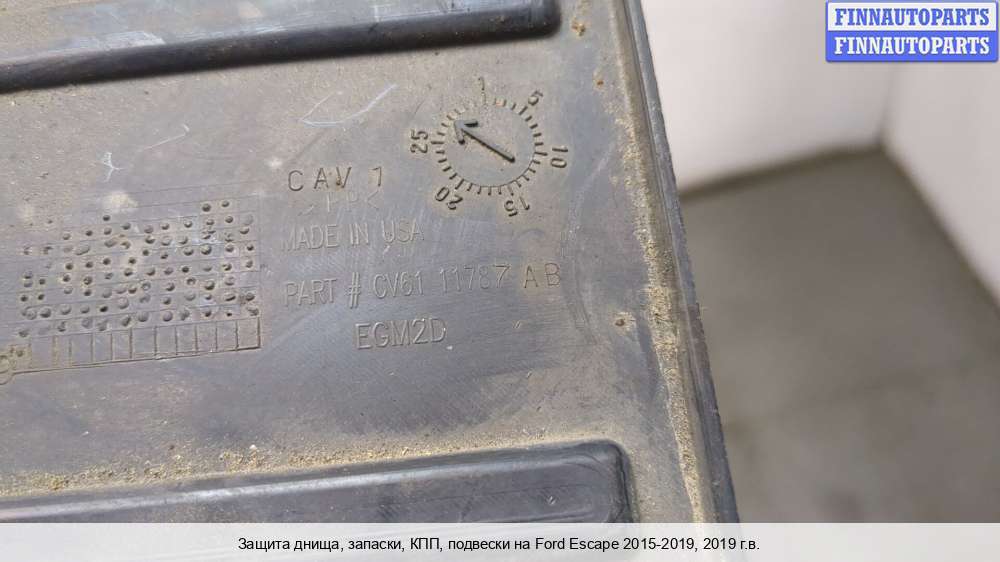 FINNAUTOPARTS
FINNAUTOPARTS
1
5
10
15
20
25
CAV 1
MADE IN USA
PART # CV61 11787 AB
EGM2D
Защита днища, запаски, КПП, подвески на Ford Escape 2015-2019, 2019 г.в.